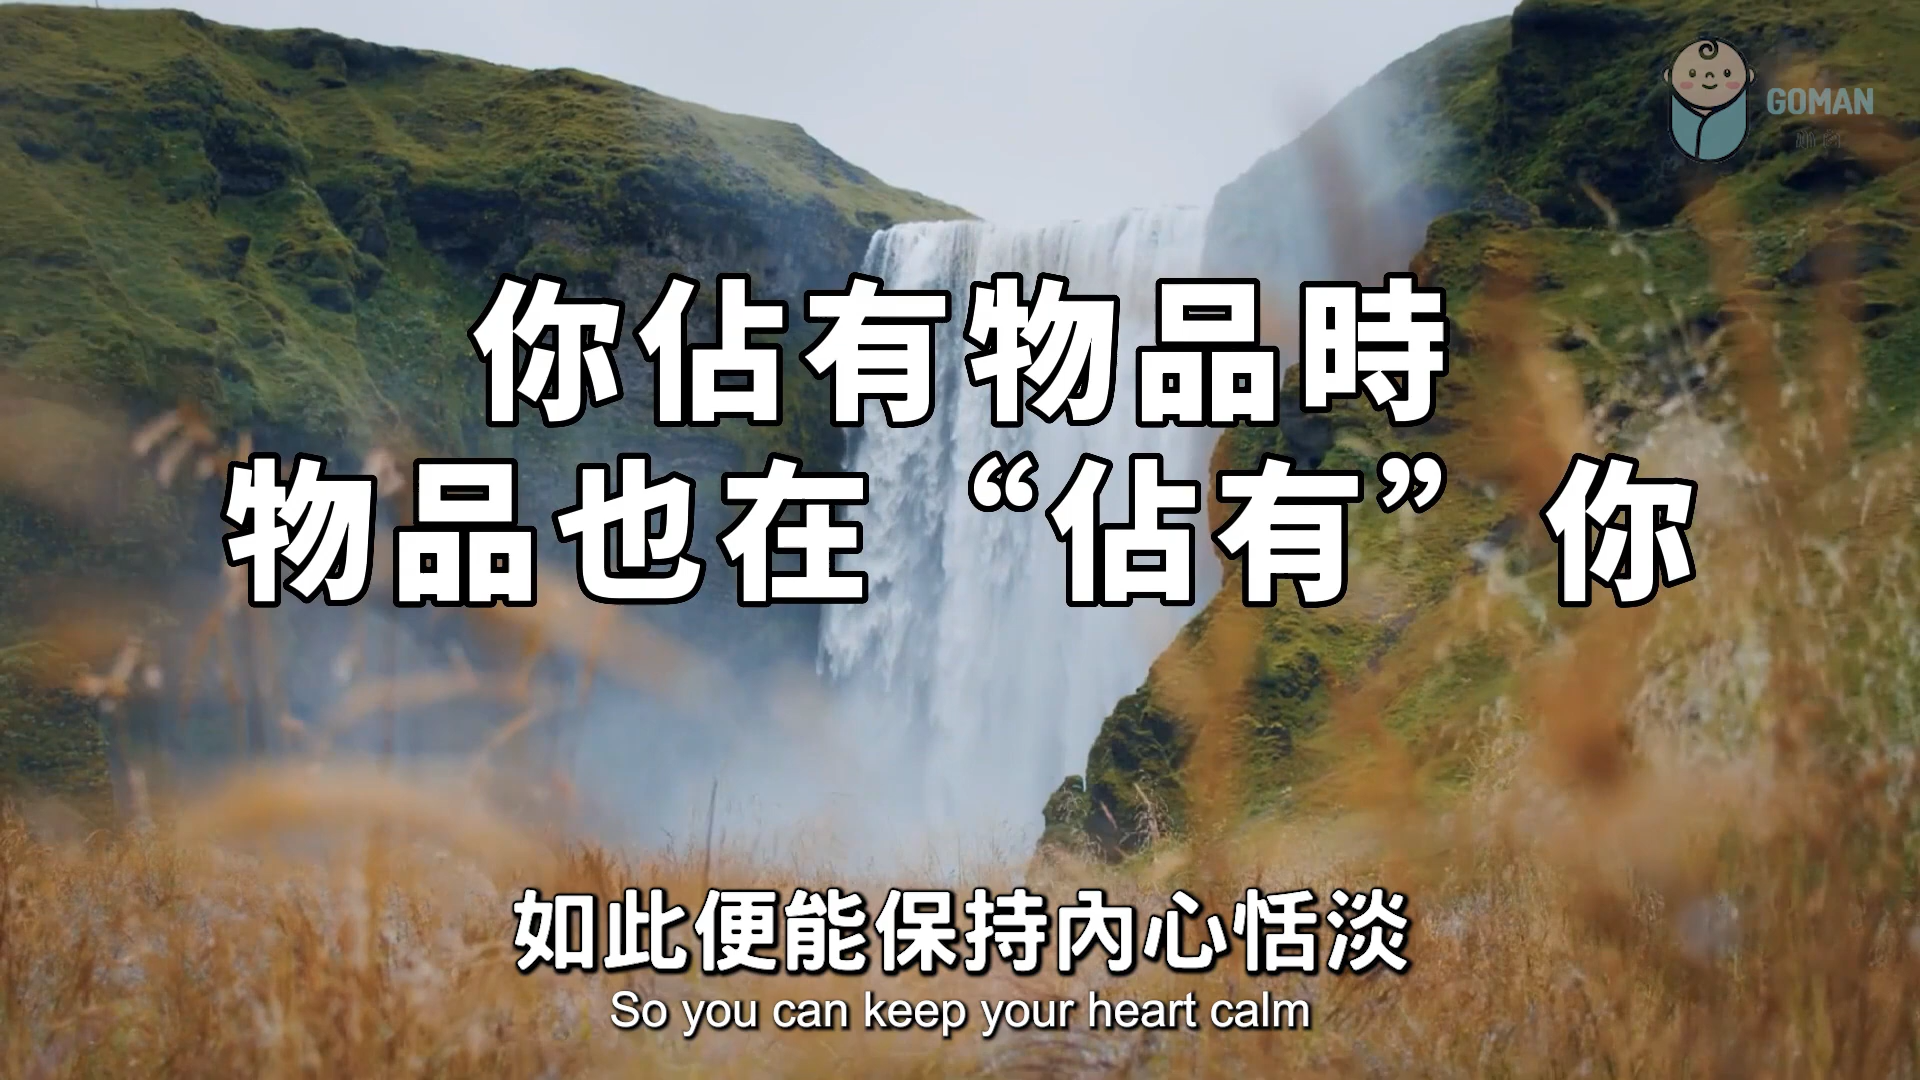 GOMAN
你佔有物品時
物品也在“佔有”你
如此便能保持內心恬淡
So you can keep your heart calm